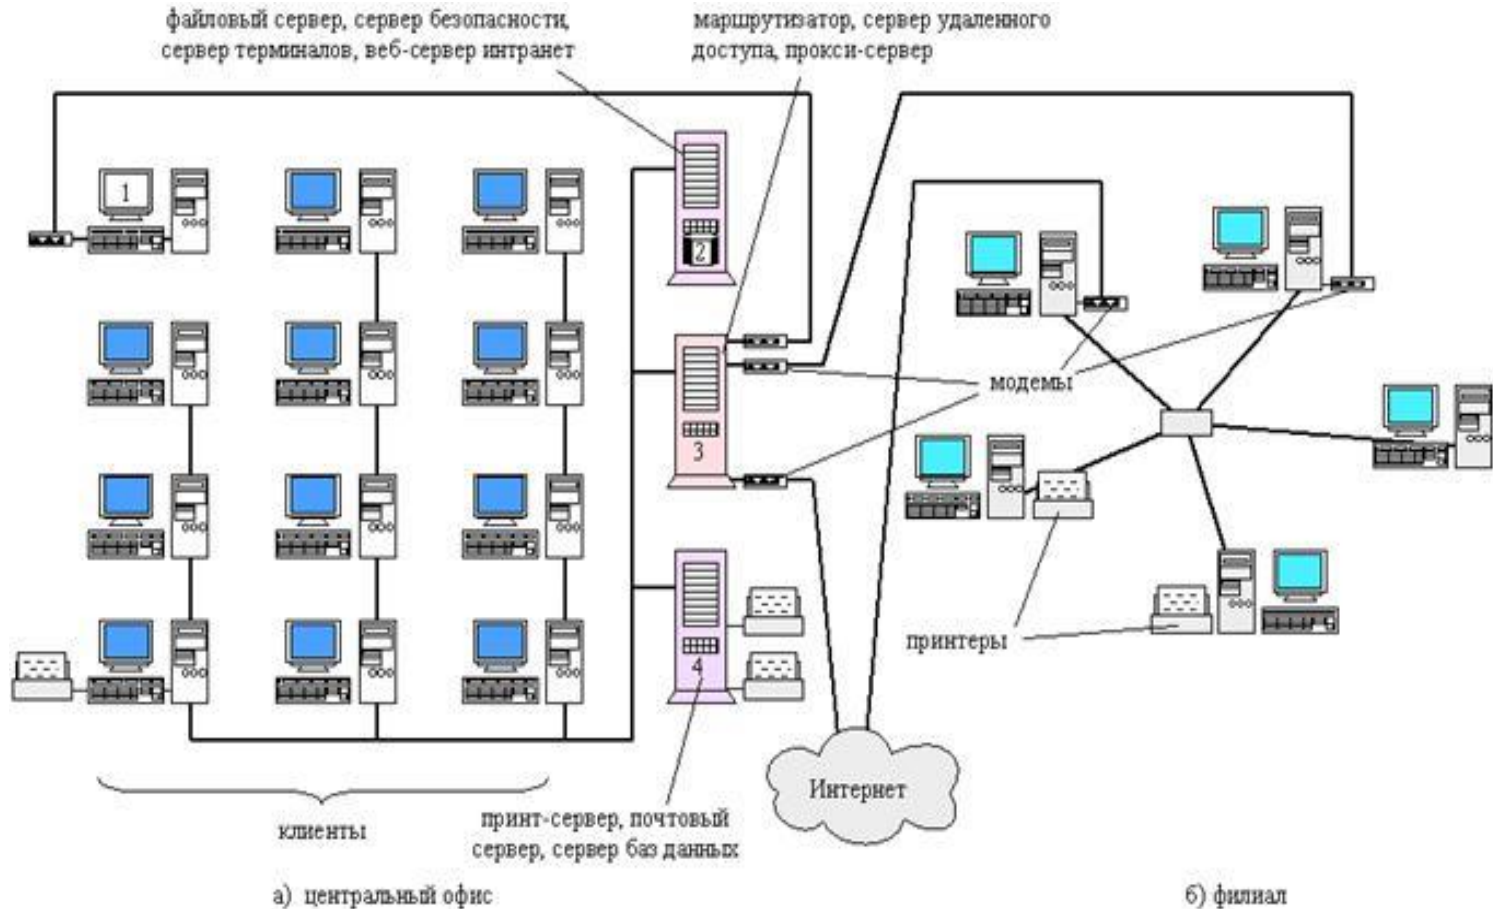 файловый сервер, сервер безопасности,
сервер терминалов, веб-сервер интранет
маршрутизатор, сервер удаленного
доступа, прокси-сервер
1
2
3
модемы
4
принтеры
Интернет
клиенты
принт-сервер, почтовый
сервер, сервер баз данных
а) центральный офис
б) филиал